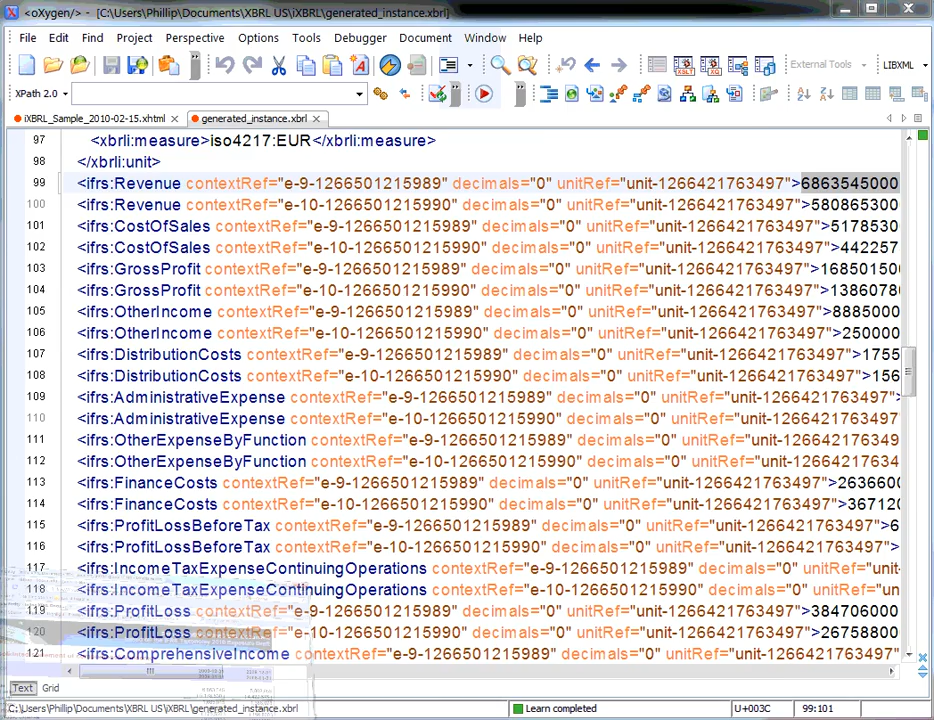 <oXygen/> - [C:\Users\Phillip\Documents\XBRL US\iXBRL\generated_instance.xbrl]
File Edit Find Project Perspective Options Tools Debugger Document Window Help
External Tools LIBXML
XPath 2.0
iXBRL_Sample_2010-02-15.xhtml generated_instance.xbrl
97 <xbrli:measure>iso4217:EUR</xbrli:measure>
98 </xbrli:unit>
99 <ifrs:Revenue contextRef="e-9-1266501215989" decimals="0" unitRef="unit-1266421763497">6863545000
100 <ifrs:Revenue contextRef="e-10-1266501215990" decimals="0" unitRef="unit-1266421763497">580865300
101 <ifrs:CostOfSales contextRef="e-9-1266501215989" decimals="0" unitRef="unit-1266421763497">5178530
102 <ifrs:CostOfSales contextRef="e-10-1266501215990" decimals="0" unitRef="unit-1266421763497">442257
103 <ifrs:GrossProfit contextRef="e-9-1266501215989" decimals="0" unitRef="unit-1266421763497">16850150
104 <ifrs:GrossProfit contextRef="e-10-1266501215990" decimals="0" unitRef="unit-1266421763497">1386078
105 <ifrs:OtherIncome contextRef="e-9-1266501215989" decimals="0" unitRef="unit-1266421763497">8885000
106 <ifrs:OtherIncome contextRef="e-10-1266501215990" decimals="0" unitRef="unit-1266421763497">250000
107 <ifrs:DistributionCosts contextRef="e-9-1266501215989" decimals="0" unitRef="unit-1266421763497">1755
108 <ifrs:DistributionCosts contextRef="e-10-1266501215990" decimals="0" unitRef="unit-1266421763497">156
109 <ifrs:AdministrativeExpense contextRef="e-9-1266501215989" decimals="0" unitRef="unit-1266421763497">
110 <ifrs:AdministrativeExpense contextRef="e-10-1266501215990" decimals="0" unitRef="unit-1266421763497
111 <ifrs:OtherExpenseByFunction contextRef="e-9-1266501215989" decimals="0" unitRef="unit-126642176349
112 <ifrs:OtherExpenseByFunction contextRef="e-10-1266501215990" decimals="0" unitRef="unit-12664217634
113 <ifrs:FinanceCosts contextRef="e-9-1266501215989" decimals="0" unitRef="unit-1266421763497">2636600
114 <ifrs:FinanceCosts contextRef="e-10-1266501215990" decimals="0" unitRef="unit-1266421763497">367120
115 <ifrs:ProfitLossBeforeTax contextRef="e-9-1266501215989" decimals="0" unitRef="unit-1266421763497">6
116 <ifrs:ProfitLossBeforeTax contextRef="e-10-1266501215990" decimals="0" unitRef="unit-1266421763497">
117 <ifrs:IncomeTaxExpenseContinuingOperations contextRef="e-9-1266501215989" decimals="0" unitRef="unit-
118 <ifrs:IncomeTaxExpenseContinuingOperations contextRef="e-10-1266501215990" decimals="0" unitRef="unit
119 <ifrs:ProfitLoss contextRef="e-9-1266501215989" decimals="0" unitRef="unit-1266421763497">384706000
120 <ifrs:ProfitLoss contextRef="e-10-1266501215990" decimals="0" unitRef="unit-1266421763497">26758800
121 <ifrs:ComprehensiveIncome contextRef="e-9-1266501215989" decimals="0" unitRef="unit-1266421763497
Text Grid
C:\Users\Phillip\Documents\XBRL US\iXBRL\generated_instance.xbrl Learn completed U+003C 99:101